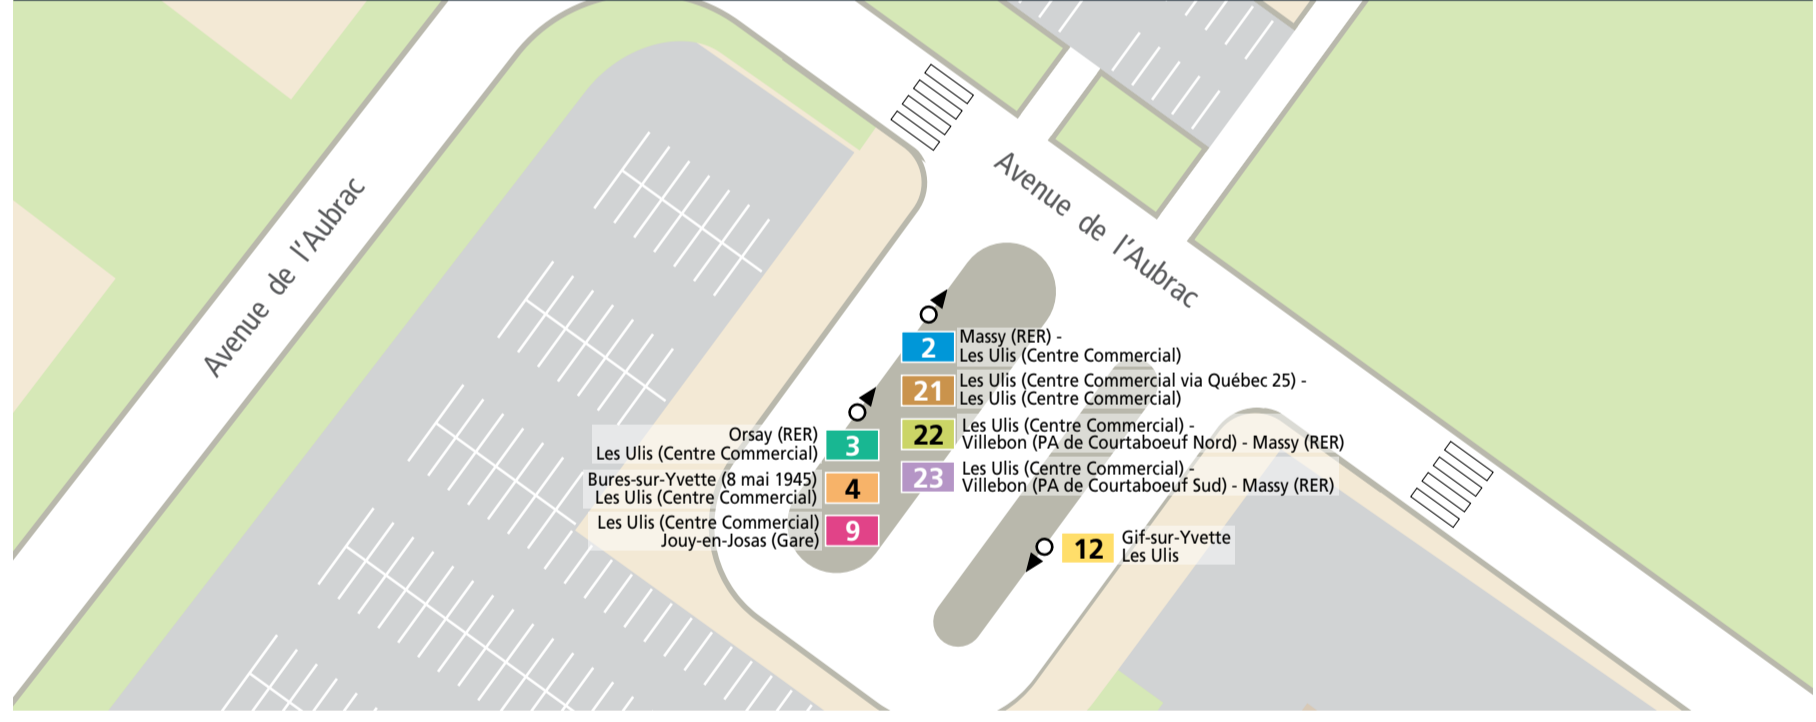 Avenue de l'Aubrac
Avenue de l'Aubrac
2
Massy (RER) -
Les Ulis (Centre Commercial)
21
Les Ulis (Centre Commercial via Québec 25) -
Les Ulis (Centre Commercial)
22
Les Ulis (Centre Commercial) -
Villebon (PA de Courtaboeuf Nord) - Massy (RER)
23
Les Ulis (Centre Commercial) -
Villebon (PA de Courtaboeuf Sud) - Massy (RER)
Orsay (RER)
Les Ulis (Centre Commercial)
3
Bures-sur-Yvette (8 mai 1945)
Les Ulis (Centre Commercial)
4
Les Ulis (Centre Commercial)
Jouy-en-Josas (Gare)
9
12
Gif-sur-Yvette
Les Ulis